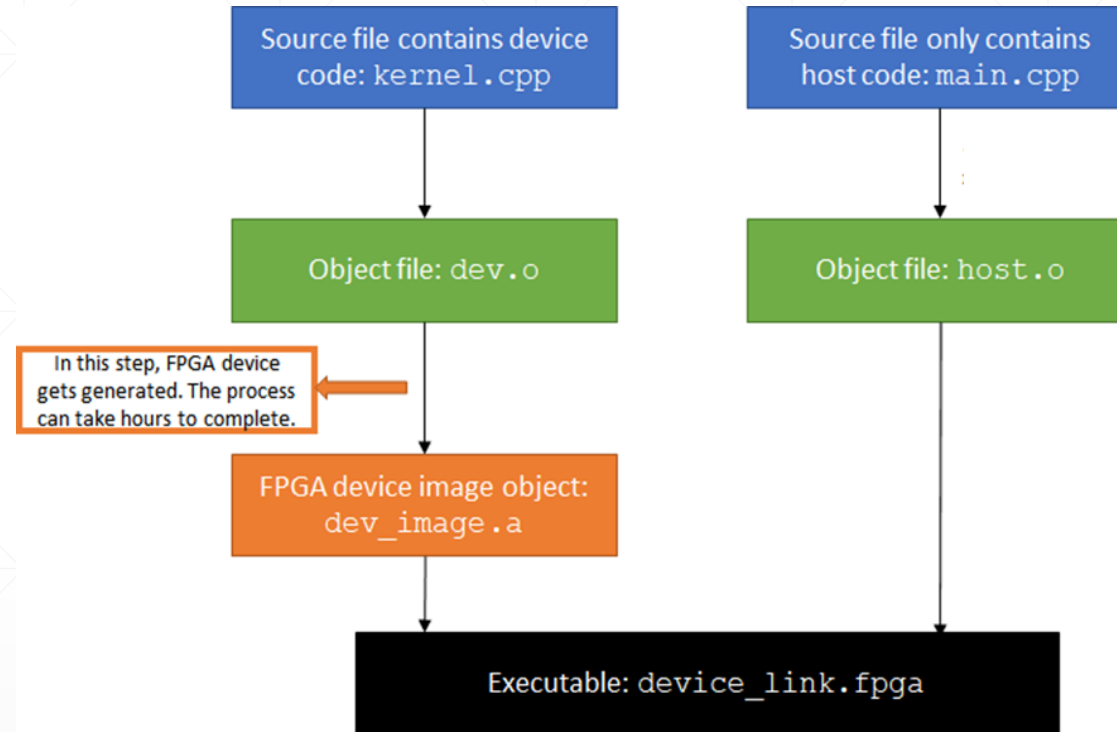 Source file contains device
code: kernel.cpp
Source file only contains
host code: main.cpp
Object file: dev.o
Object file: host.o
In this step, FPGA device
gets generated. The process
can take hours to complete.
FPGA device image object:
dev_image.a
Executable: device_link.fpga